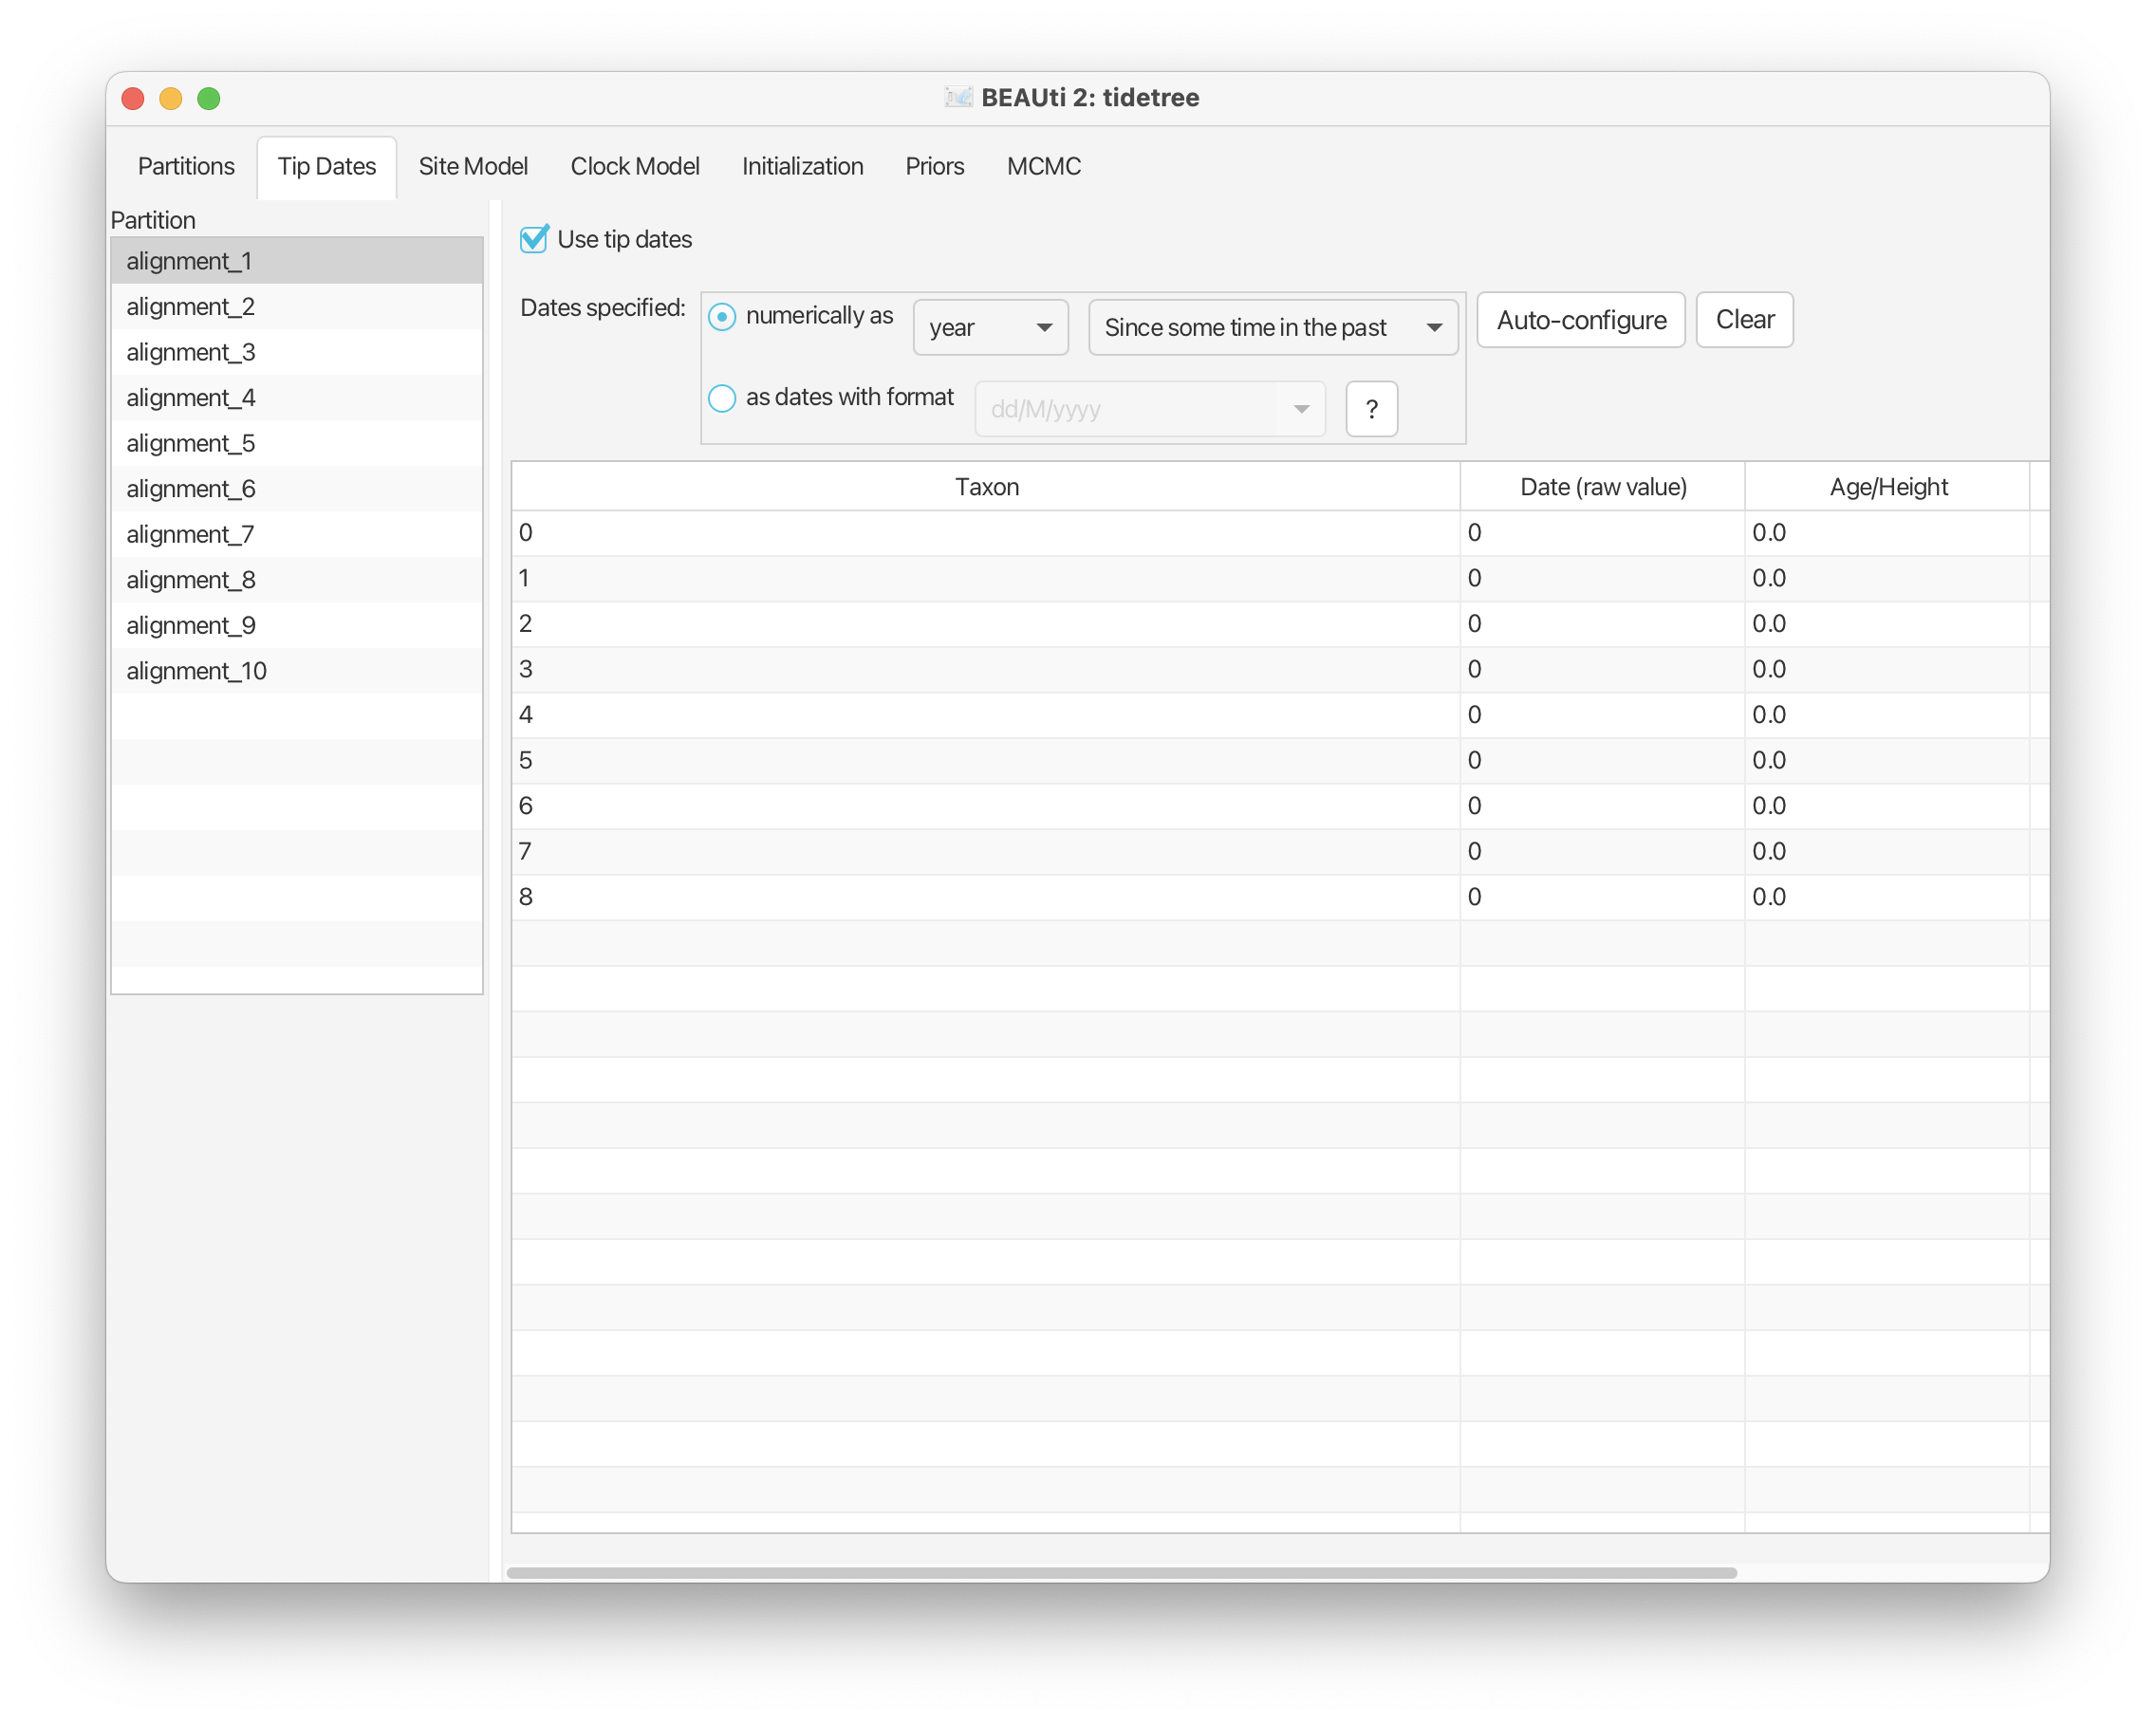 BEAUti 2: tidetree
Partitions Tip Dates Site Model Clock Model Initialization Priors MCMC
Partition
alignment_1
alignment_2
alignment_3
alignment_4
alignment_5
alignment_6
alignment_7
alignment_8
alignment_9
alignment_10
Use tip dates
Dates specified: numerically as year Since some time in the past Auto-configure Clear
as dates with format dd/M/yyyy ?
Taxon Date (raw value) Age/Height
0 0 0.0
1 0 0.0
2 0 0.0
3 0 0.0
4 0 0.0
5 0 0.0
6 0 0.0
7 0 0.0
8 0 0.0